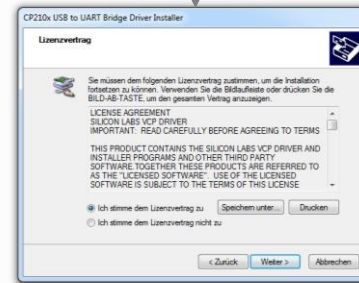 CP210x USB to UART Bridge Driver Installer
Lizenzvertrag
Sie müssen dem folgenden Lizenzvertrag zustimmen, um die Installation
fortsetzen zu können. Verwenden Sie die Bildlaufleiste oder drücken Sie die
BILD-AB-TASTE, um den gesamten Vertrag anzuzeigen.
LICENSE AGREEMENT
SILICON LABS VCP DRIVER
IMPORTANT: READ CAREFULLY BEFORE AGREEING TO TERMS
THIS PRODUCT CONTAINS THE SILICON LABS VCP DRIVER AND
INSTALLER PROGRAMS AND OTHER THIRD PARTY
SOFTWARE.TOGETHER THESE PRODUCTS ARE REFERRED TO
AS THE "LICENSED SOFTWARE". USE OF THE LICENSED
SOFTWARE IS SUBJECT TO THE TERMS OF THIS LICENSE
Ich stimme dem Lizenzvertrag zu Speichern unter... Drucken
Ich stimme dem Lizenzvertrag nicht zu
< Zurück Weiter > Abbrechen